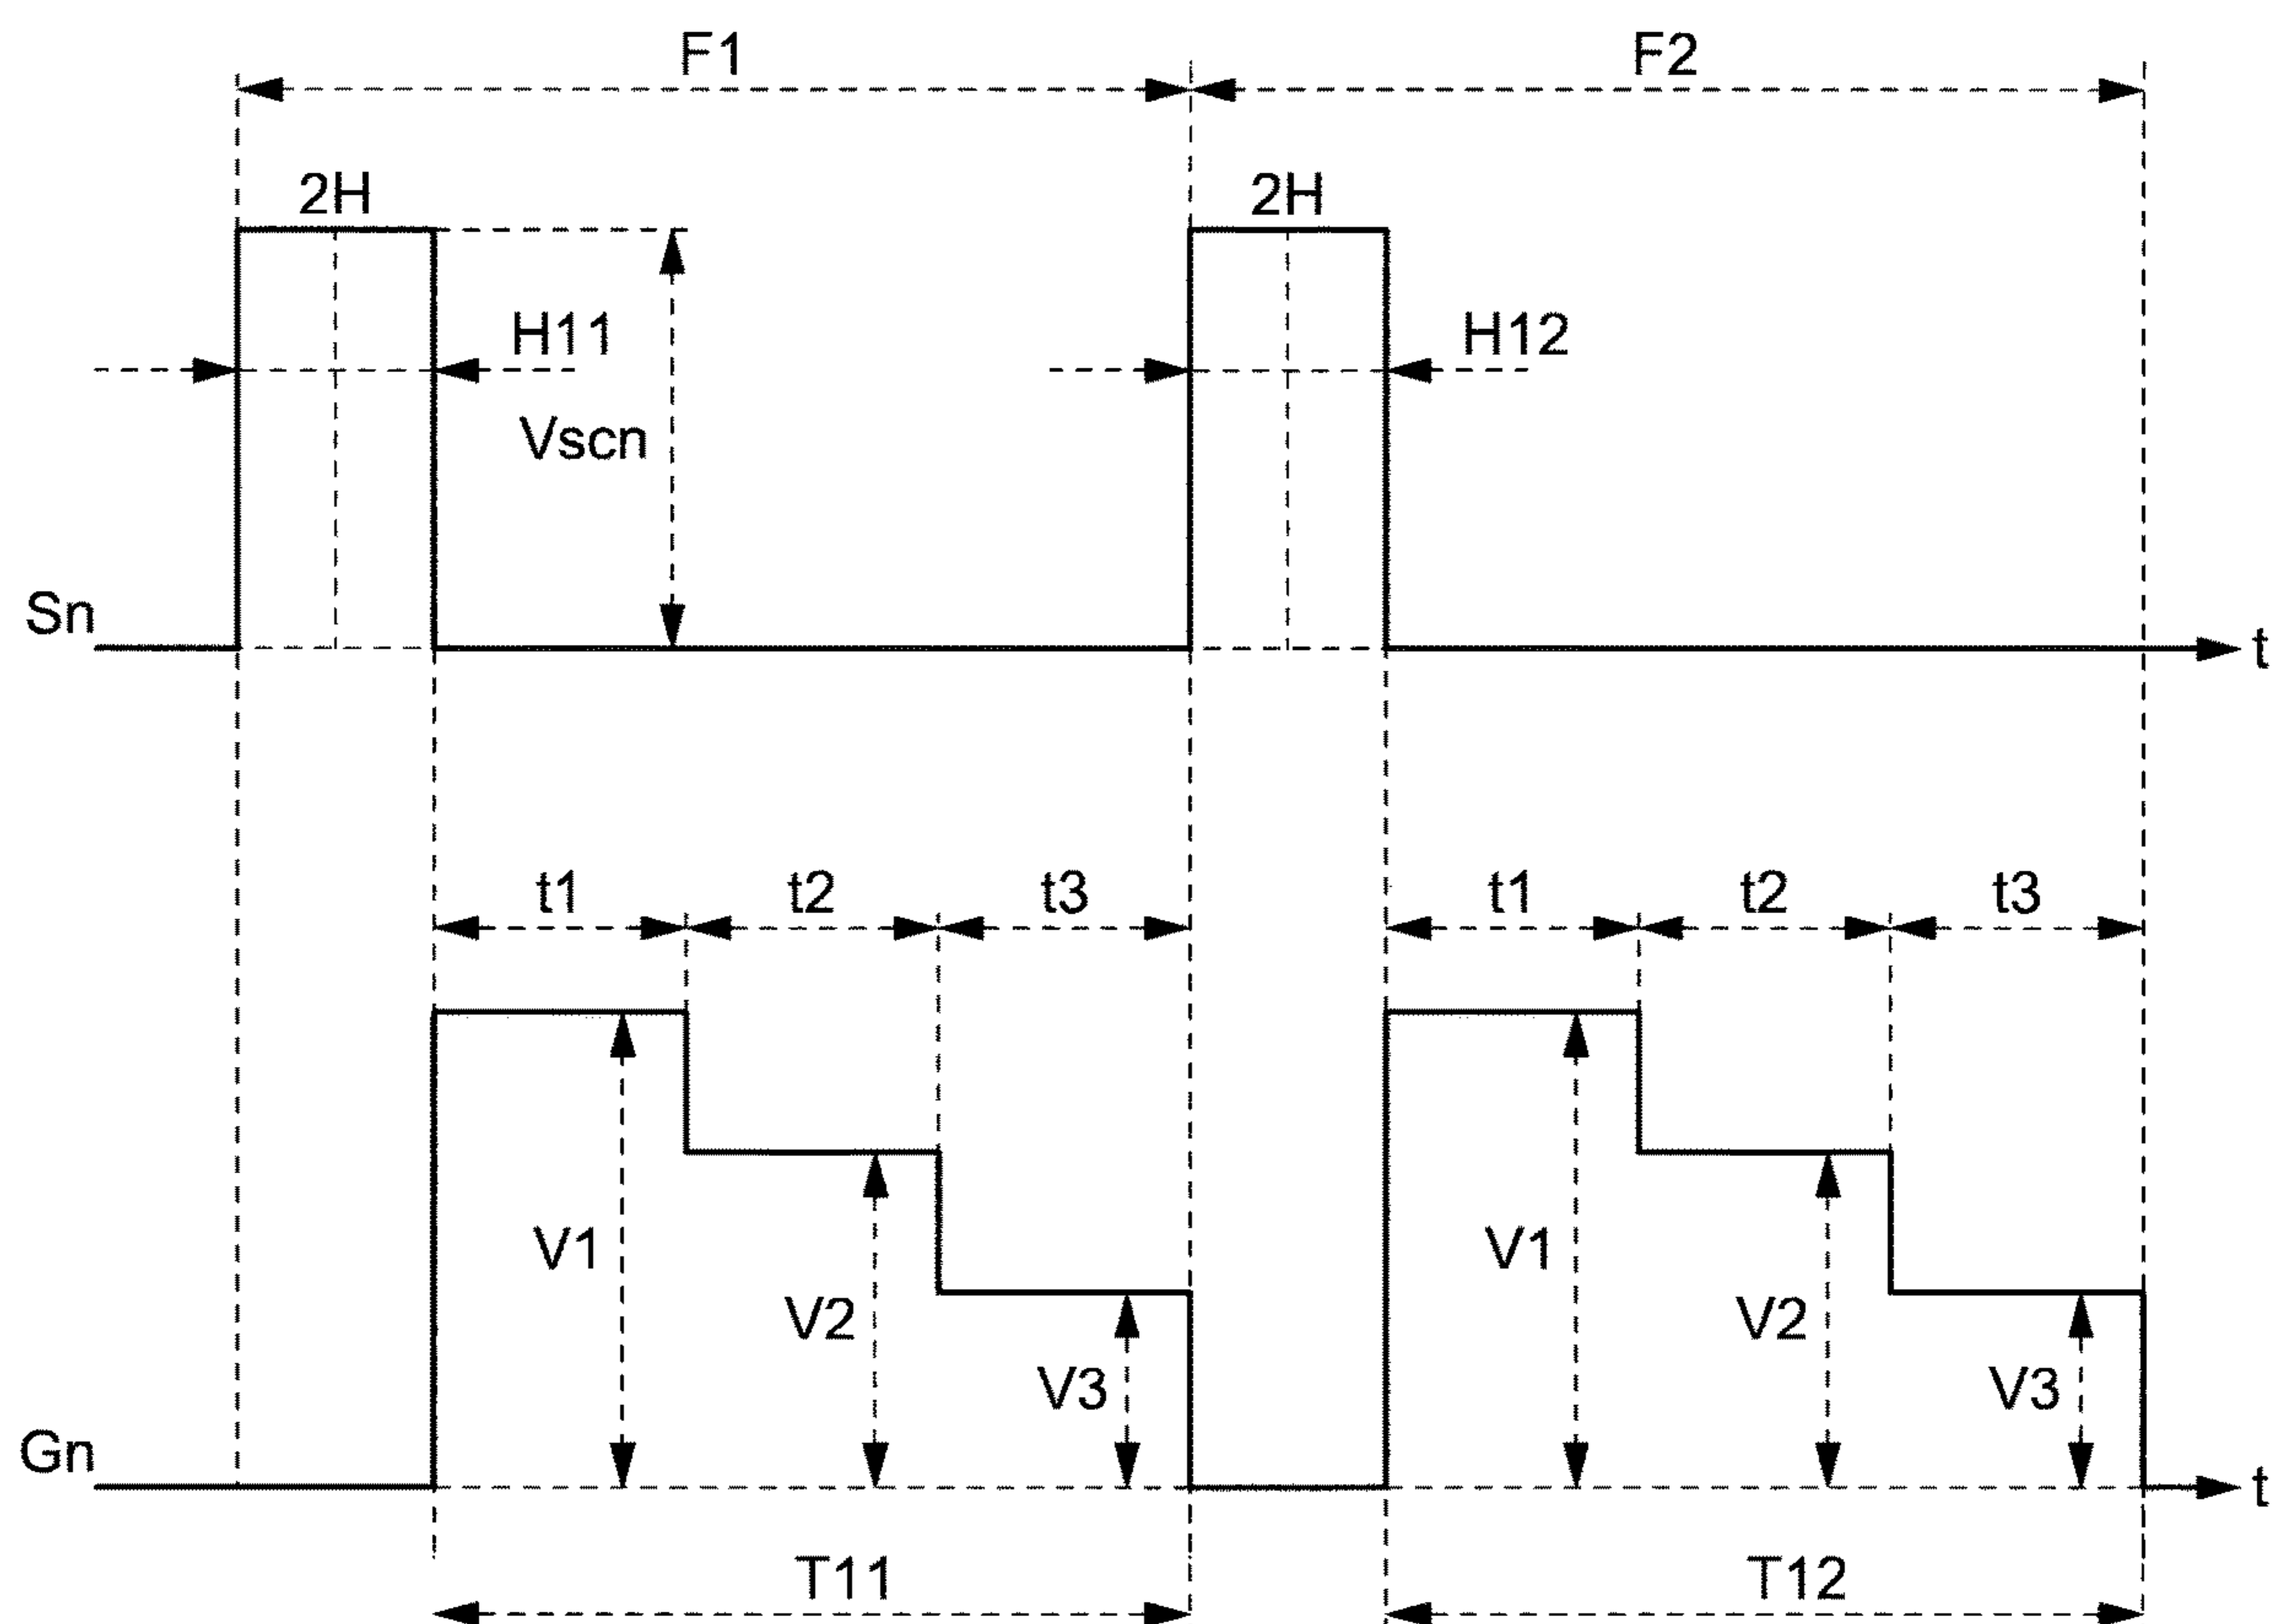 F1 F2
2H 2H
H11 H12
Vscn
Sn t
t1 t2 t3 t1 t2 t3
V1 V1
V2 V2
V3 V3
Gn t
T11 T12